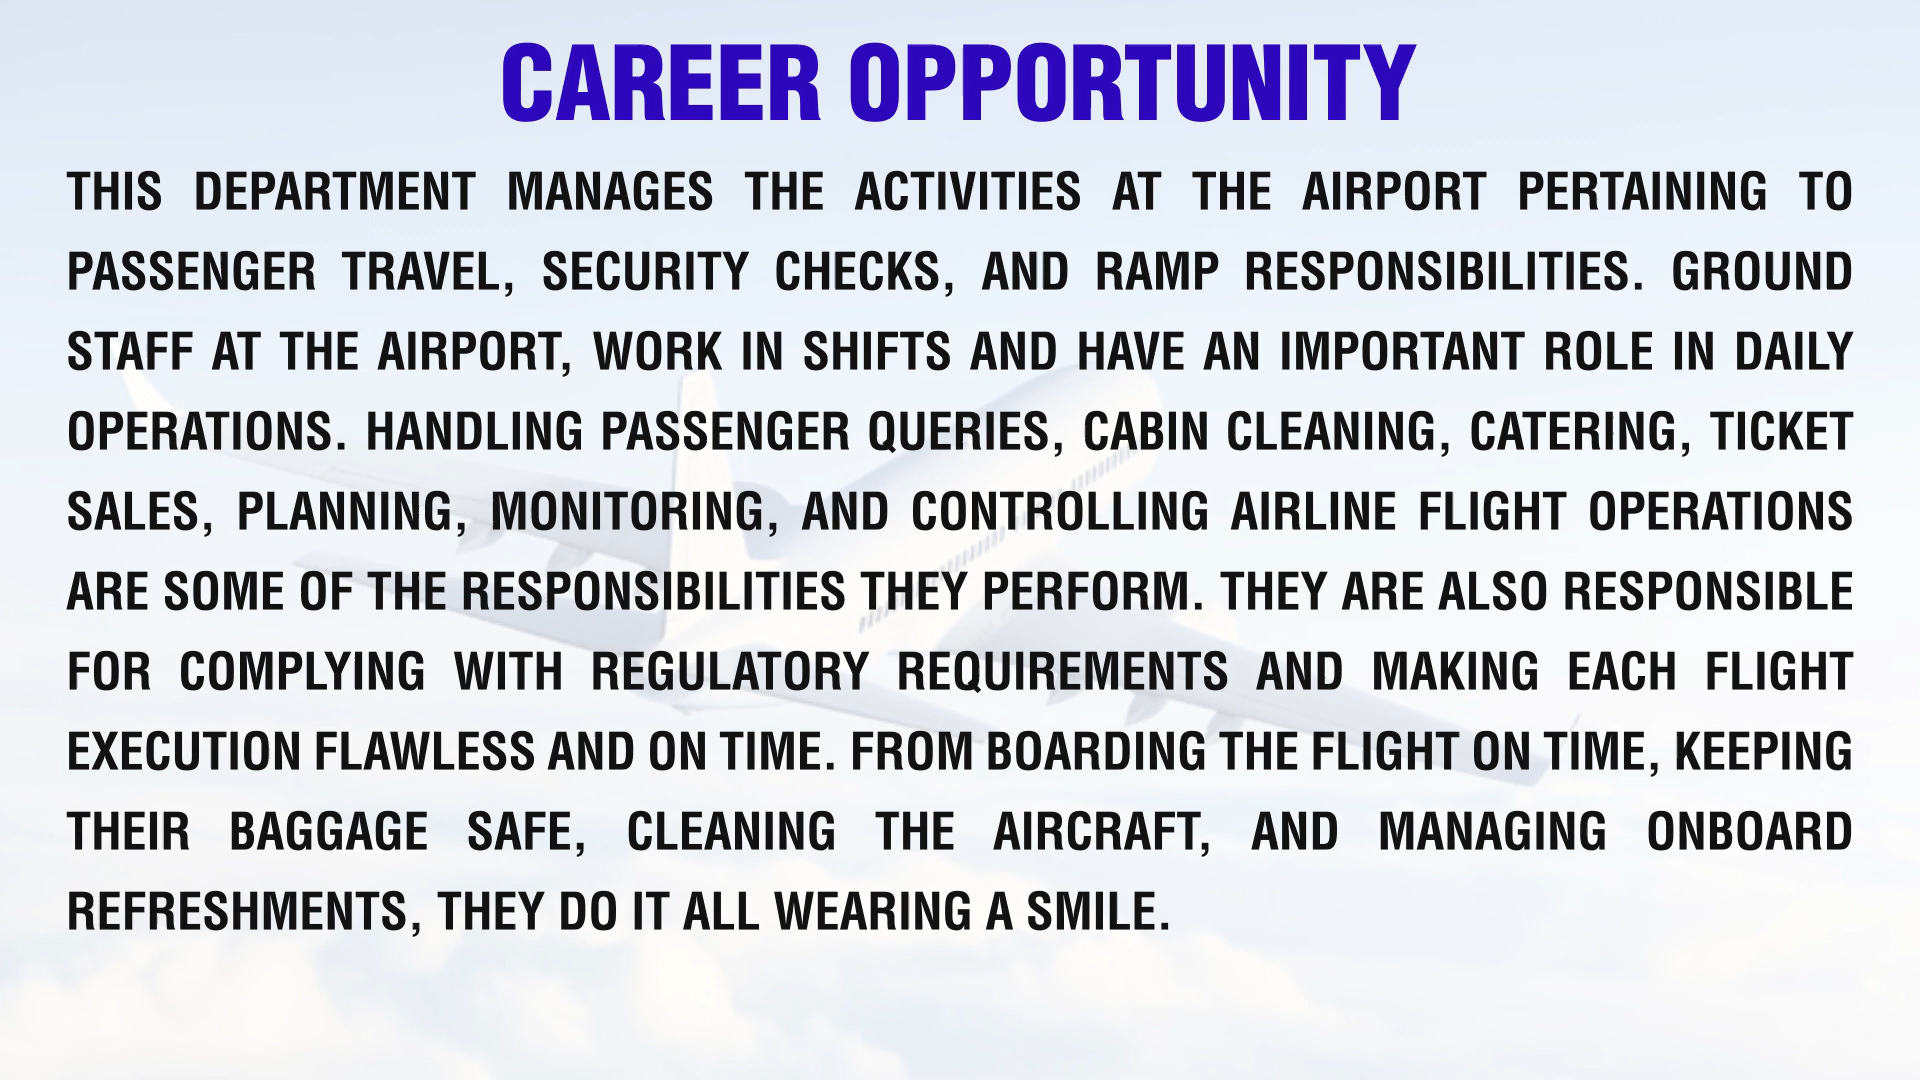 CAREER OPPORTUNITY
THIS DEPARTMENT MANAGES THE ACTIVITIES AT THE AIRPORT PERTAINING TO
PASSENGER TRAVEL, SECURITY CHECKS, AND RAMP RESPONSIBILITIES. GROUND
STAFF AT THE AIRPORT, WORK IN SHIFTS AND HAVE AN IMPORTANT ROLE IN DAILY
OPERATIONS. HANDLING PASSENGER QUERIES, CABIN CLEANING, CATERING, TICKET
SALES, PLANNING, MONITORING, AND CONTROLLING AIRLINE FLIGHT OPERATIONS
ARE SOME OF THE RESPONSIBILITIES THEY PERFORM. THEY ARE ALSO RESPONSIBLE
FOR COMPLYING WITH REGULATORY REQUIREMENTS AND MAKING EACH FLIGHT
EXECUTION FLAWLESS AND ON TIME. FROM BOARDING THE FLIGHT ON TIME, KEEPING
THEIR BAGGAGE SAFE, CLEANING THE AIRCRAFT, AND MANAGING ONBOARD
REFRESHMENTS, THEY DO IT ALL WEARING A SMILE.